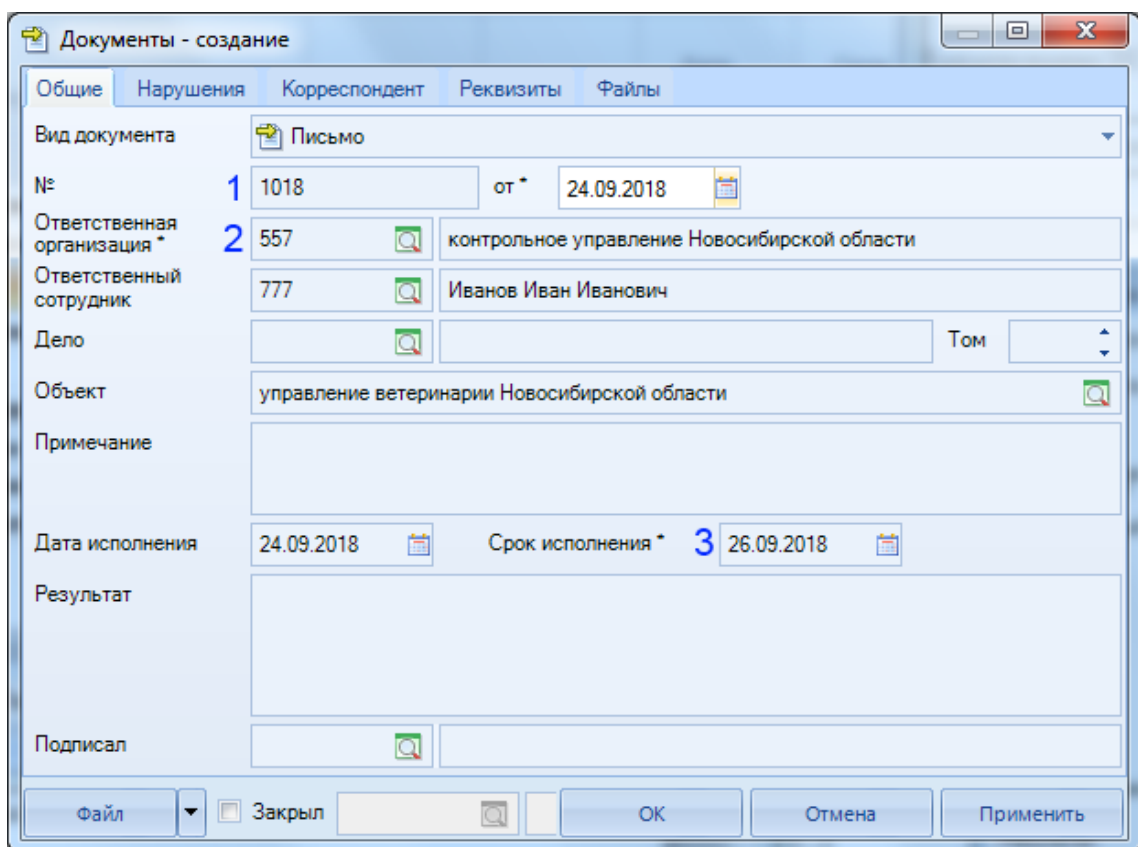 Документы - создание
Общие Нарушения Корреспондент Реквизиты Файлы
Вид документа Письмо
№ 1 1018 от * 24.09.2018
Ответственная
организация * 2 557 контрольное управление Новосибирской области
Ответственный
сотрудник 777 Иванов Иван Иванович
Дело Том
Объект управление ветеринарии Новосибирской области
Примечание
Дата исполнения 24.09.2018 Срок исполнения * 3 26.09.2018
Результат
Подписал
Файл Закрыл ОК Отмена Применить